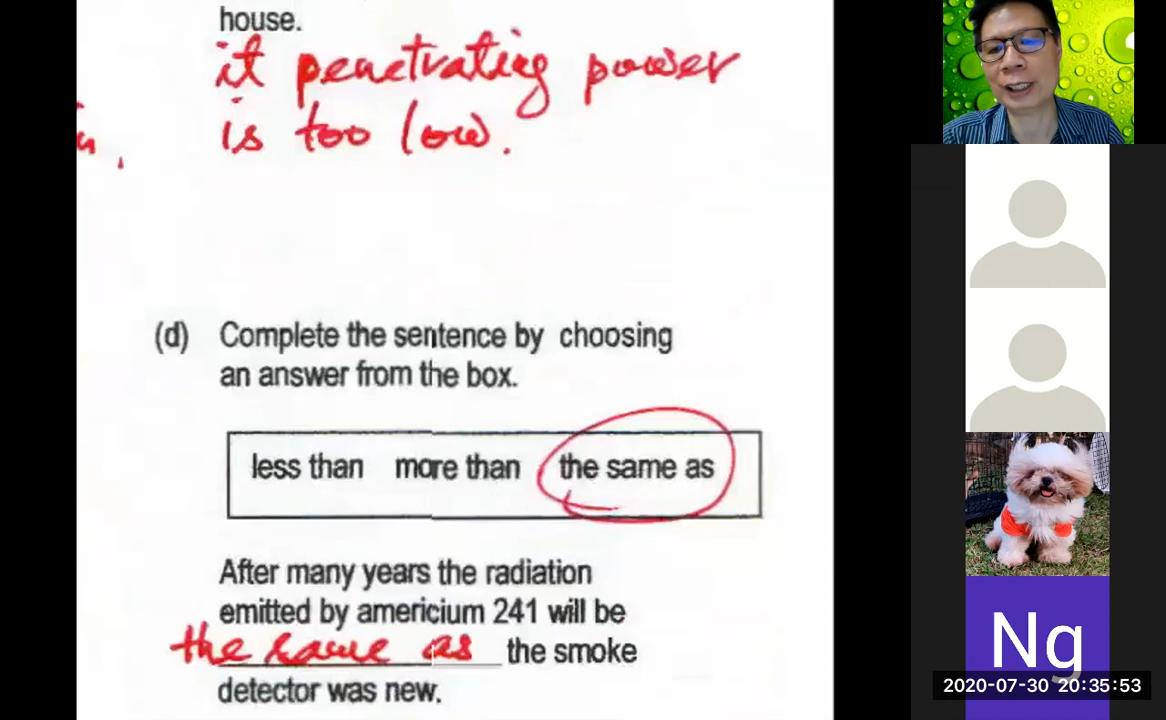 house.
it penetrating power
is too low.
(d) Complete the sentence by choosing
an answer from the box.
less than more than the same as
After many years the radiation
emitted by americium 241 will be
the same as the smoke
detector was new.
Ng
2020-07-30 20:35:53